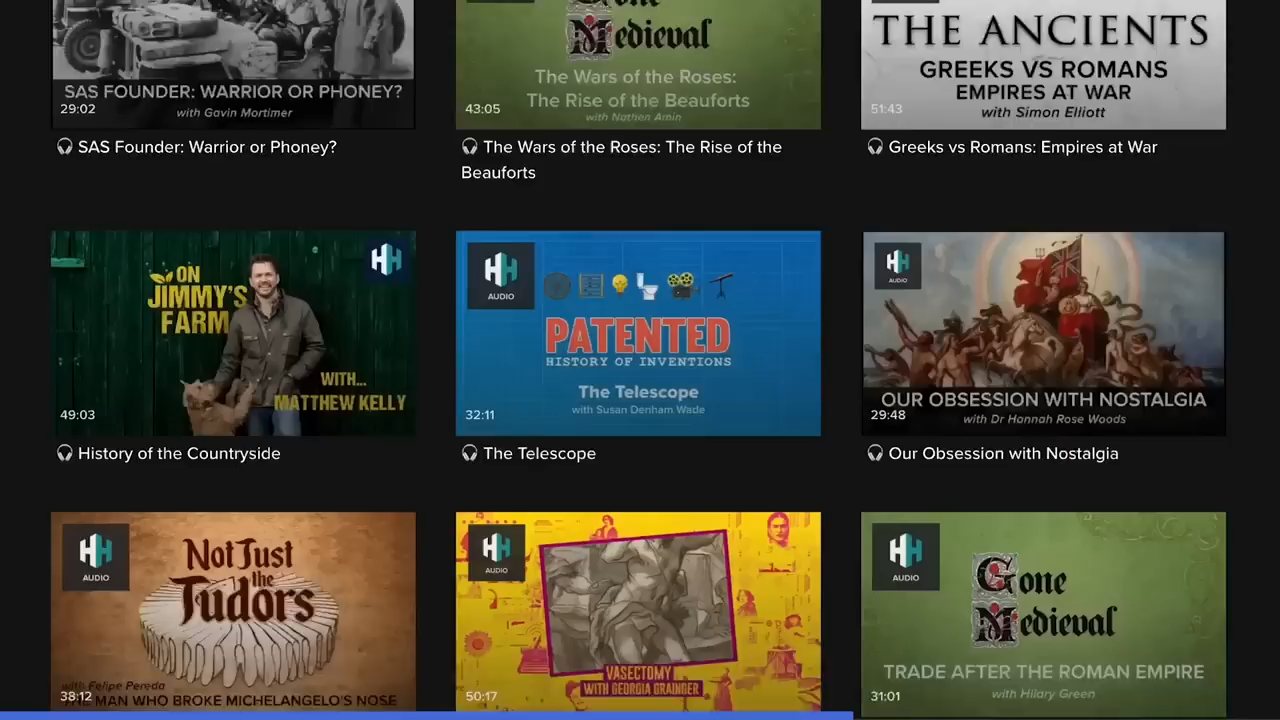 SAS FOUNDER: WARRIOR OR PHONEY?
29:02
with Gavin Mortimer
SAS Founder: Warrior or Phoney?
Gone
Medieval
The Wars of the Roses:
The Rise of the Beauforts
43:05
with Nathen Amin
The Wars of the Roses: The Rise of the
Beauforts
THE ANCIENTS
GREEKS VS ROMANS
EMPIRES AT WAR
51:43
with Simon Elliott
Greeks vs Romans: Empires at War
HH
ON
JIMMY'S
FARM
WITH...
MATTHEW KELLY
49:03
History of the Countryside
HH
AUDIO
PATENTED
HISTORY OF INVENTIONS
The Telescope
with Susan Denham Wade
32:11
The Telescope
HH
AUDIO
OUR OBSESSION WITH NOSTALGIA
29:48
with Dr Hannah Rose Woods
Our Obsession with Nostalgia
HH
AUDIO
Not Just
the
Tudors
with Felipe Pereda
38:12
THE MAN WHO BROKE MICHELANGELO'S NOSE
HH
AUDIO
VASECTOMY
WITH GEORGIA GRAINGER
50:17
HH
AUDIO
Gone
Medieval
TRADE AFTER THE ROMAN EMPIRE
31:01
with Hilary Green